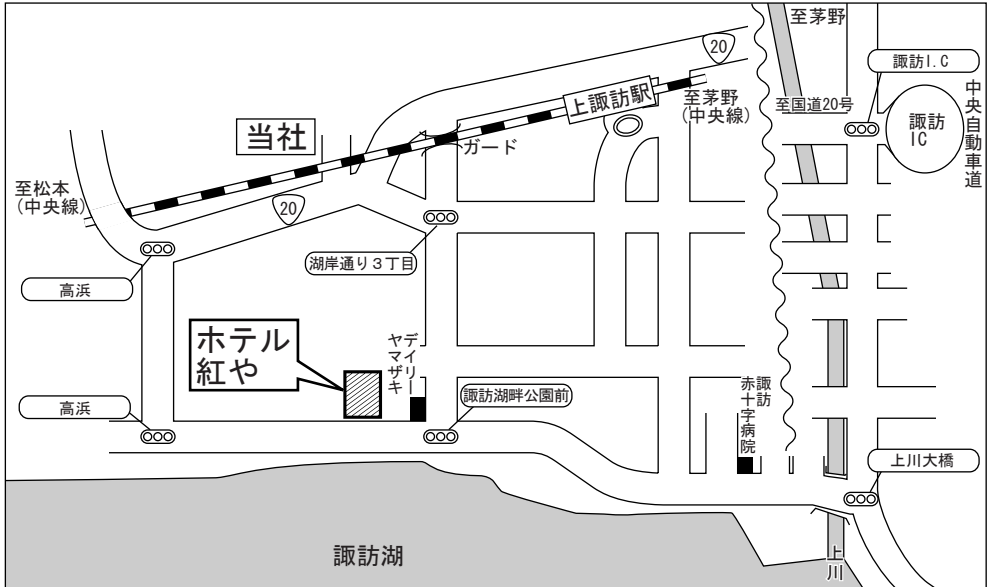 至茅野
20
諏訪I.C
中央自動車道
上諏訪駅
至茅野
(中央線)
至国道20号
諏訪
IC
当社
ガード
至松本
(中央線)
20
湖岸通り3丁目
高浜
ホテル
紅や
デイリー
ヤマザキ
諏訪
赤十字病院
高浜
諏訪湖畔公園前
上川大橋
諏訪湖
上川